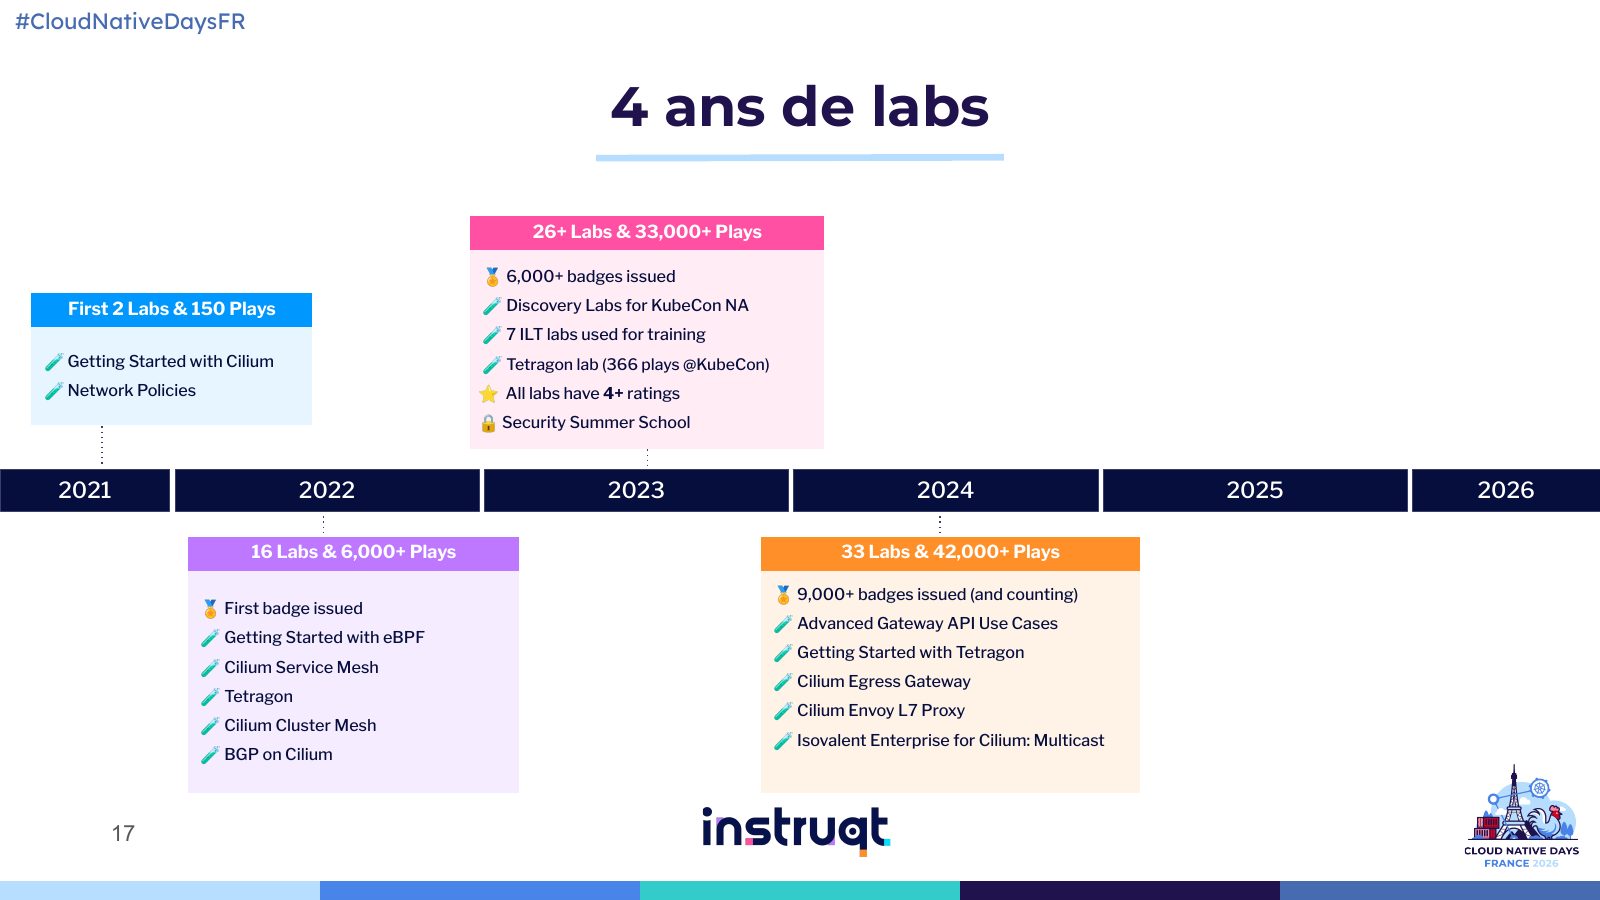 #CloudNativeDaysFR
4 ans de labs
26+ Labs & 33,000+ Plays
6,000+ badges issued
Discovery Labs for KubeCon NA
7 ILT labs used for training
Tetragon lab (366 plays @KubeCon)
All labs have 4+ ratings
Security Summer School
First 2 Labs & 150 Plays
Getting Started with Cilium
Network Policies
2021
2022
2023
2024
2025
2026
16 Labs & 6,000+ Plays
First badge issued
Getting Started with eBPF
Cilium Service Mesh
Tetragon
Cilium Cluster Mesh
BGP on Cilium
33 Labs & 42,000+ Plays
9,000+ badges issued (and counting)
Advanced Gateway API Use Cases
Getting Started with Tetragon
Cilium Egress Gateway
Cilium Envoy L7 Proxy
Isovalent Enterprise for Cilium: Multicast
17
instruqt
CLOUD NATIVE DAYS
FRANCE 2026